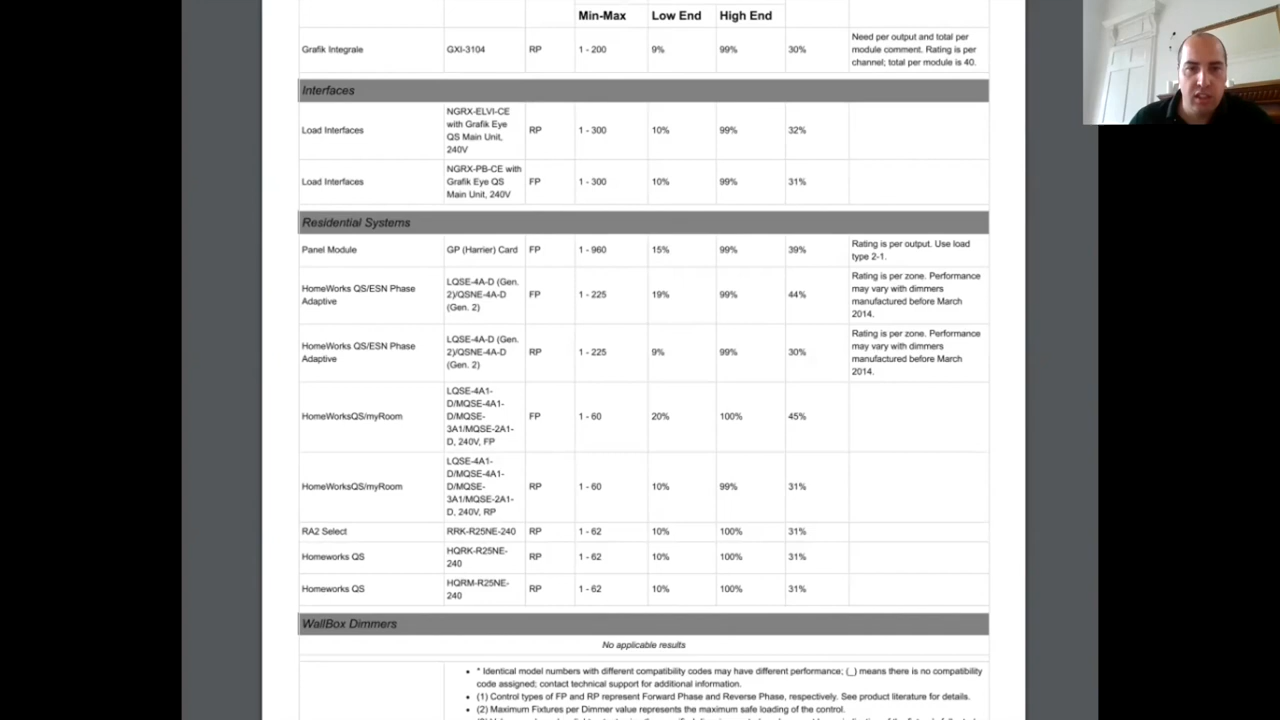 Min-Max Low End High End
Grafik Integrale GXI-3104 RP 1 - 200 9% 99% 30% Need per output and total per
module comment. Rating is per
channel; total per module is 40.
Interfaces
Load Interfaces NGRX-ELVI-CE
with Grafik Eye
QS Main Unit,
240V RP 1 - 300 10% 99% 32%
Load Interfaces NGRX-PB-CE with
Grafik Eye QS
Main Unit, 240V FP 1 - 300 10% 99% 31%
Residential Systems
Panel Module GP (Harrier) Card FP 1 - 960 15% 99% 39% Rating is per output. Use load
type 2-1.
HomeWorks QS/ESN Phase
Adaptive LQSE-4A-D (Gen.
2)/QSNE-4A-D
(Gen. 2) FP 1 - 225 19% 99% 44% Rating is per zone. Performance
may vary with dimmers
manufactured before March
2014.
HomeWorks QS/ESN Phase
Adaptive LQSE-4A-D (Gen.
2)/QSNE-4A-D
(Gen. 2) RP 1 - 225 9% 99% 30% Rating is per zone. Performance
may vary with dimmers
manufactured before March
2014.
HomeWorksQS/myRoom LQSE-4A1-
D/MQSE-4A1-
D/MQSE-
3A1/MQSE-2A1-
D, 240V, FP FP 1 - 60 20% 100% 45%
HomeWorksQS/myRoom LQSE-4A1-
D/MQSE-4A1-
D/MQSE-
3A1/MQSE-2A1-
D, 240V, RP RP 1 - 60 10% 99% 31%
RA2 Select RRK-R25NE-240 RP 1 - 62 10% 100% 31%
Homeworks QS HQRK-R25NE-
240 RP 1 - 62 10% 100% 31%
Homeworks QS HQRM-R25NE-
240 RP 1 - 62 10% 100% 31%
WallBox Dimmers
No applicable results
• * Identical model numbers with different compatibility codes may have different performance; (_) means there is no compatibility
code assigned; contact technical support for additional information.
• (1) Control types of FP and RP represent Forward Phase and Reverse Phase, respectively. See product literature for details.
• (2) Maximum Fixtures per Dimmer value represents the maximum safe loading of the control.